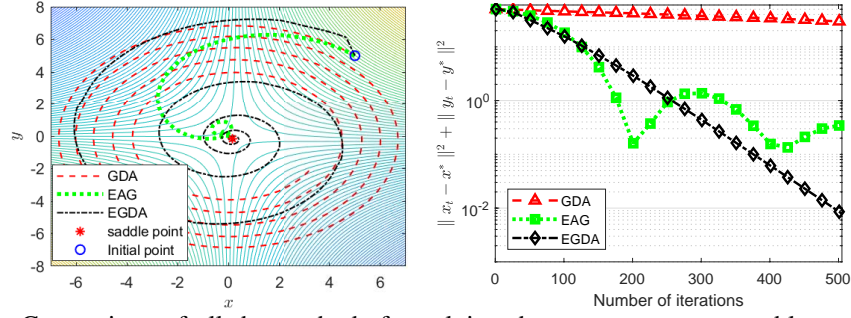 8
6
4
2
0
-2
-4
-6
-8
y
-6 -4 -2 0 2 4 6
x
GDA
EAG
EGDA
saddle point
Initial point
‖ x_t − x* ‖² + ‖ y_t − y* ‖²
10⁰
10⁻²
0 100 200 300 400 500
Number of iterations
GDA
EAG
EGDA